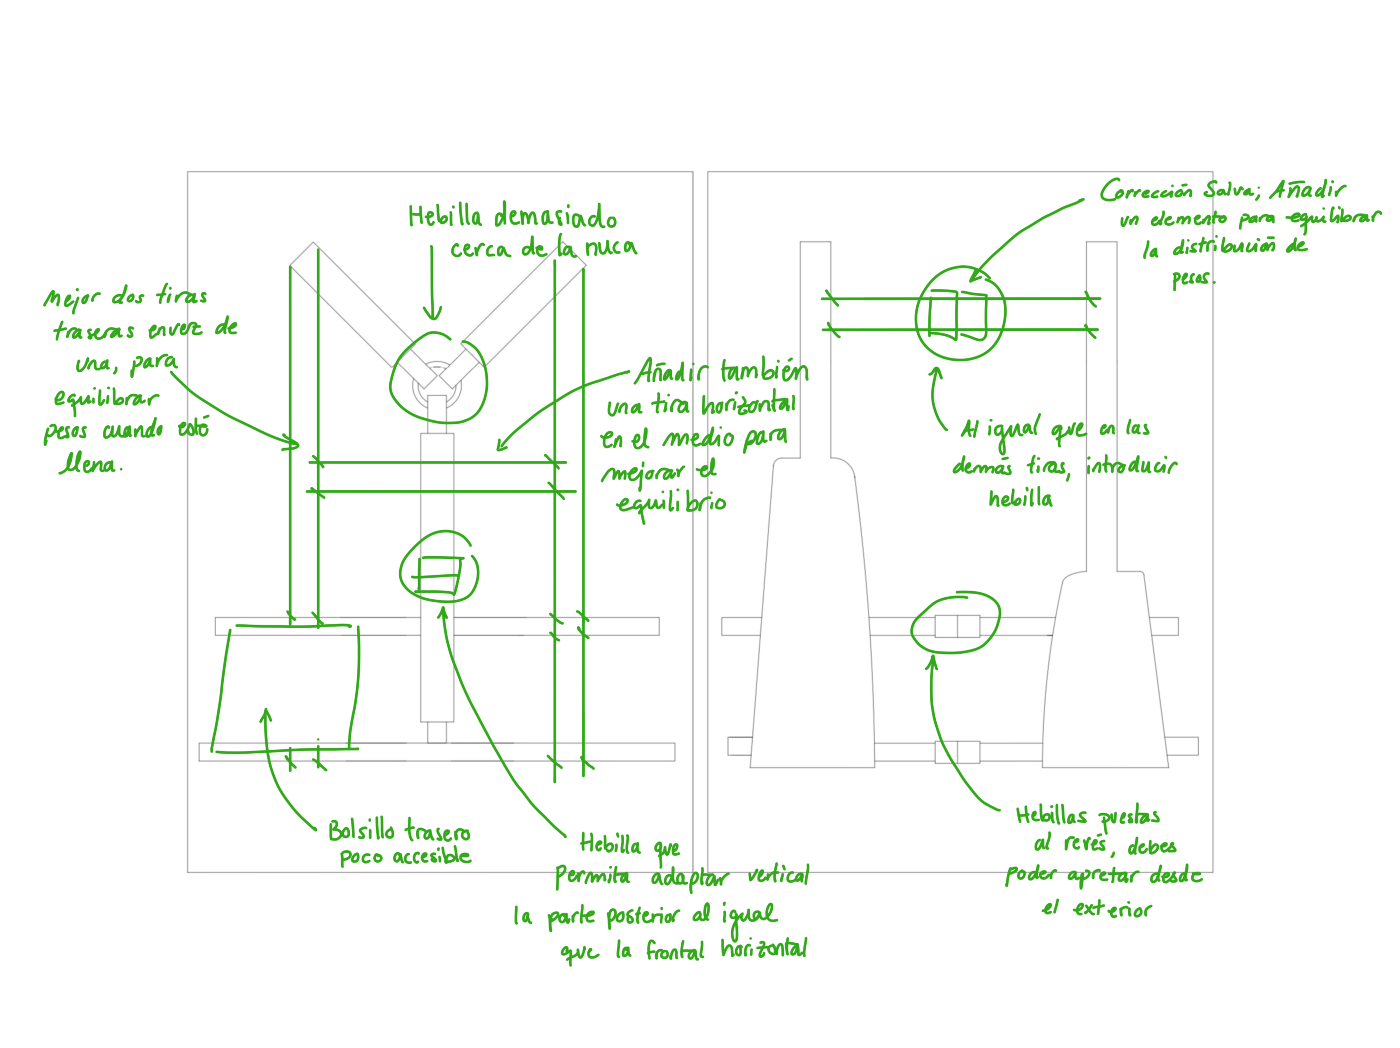 Hebilla demasiado
cerca de la nuca
Mejor dos tiras
traseras envez de
una, para
equilibrar
pesos cuando esté
llena.
Añadir también
una tira horizontal
en el medio para
mejorar el
equilibrio
Bolsillo trasero
poco accesible
Hebilla que
Permita adaptar vertical
la parte posterior al igual
que la frontal horizontal
Corrección Salva; Añadir
un elemento para equilibrar
la distribución de
pesos.
Al igual que en las
demás tiras, introducir
hebilla
Hebillas puestas
al revés, debes
poder apretar desde
el exterior